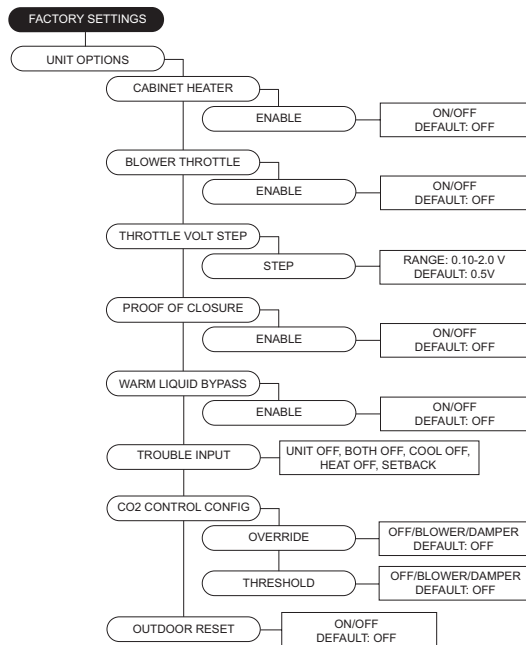 FACTORY SETTINGS
UNIT OPTIONS
CABINET HEATER
ENABLE
ON/OFF
DEFAULT: OFF
BLOWER THROTTLE
ENABLE
ON/OFF
DEFAULT: OFF
THROTTLE VOLT STEP
STEP
RANGE: 0.10-2.0 V
DEFAULT: 0.5V
PROOF OF CLOSURE
ENABLE
ON/OFF
DEFAULT: OFF
WARM LIQUID BYPASS
ENABLE
ON/OFF
DEFAULT: OFF
TROUBLE INPUT
UNIT OFF, BOTH OFF, COOL OFF,
HEAT OFF, SETBACK
CO2 CONTROL CONFIG
OVERRIDE
OFF/BLOWER/DAMPER
DEFAULT: OFF
THRESHOLD
OFF/BLOWER/DAMPER
DEFAULT: OFF
OUTDOOR RESET
ON/OFF
DEFAULT: OFF